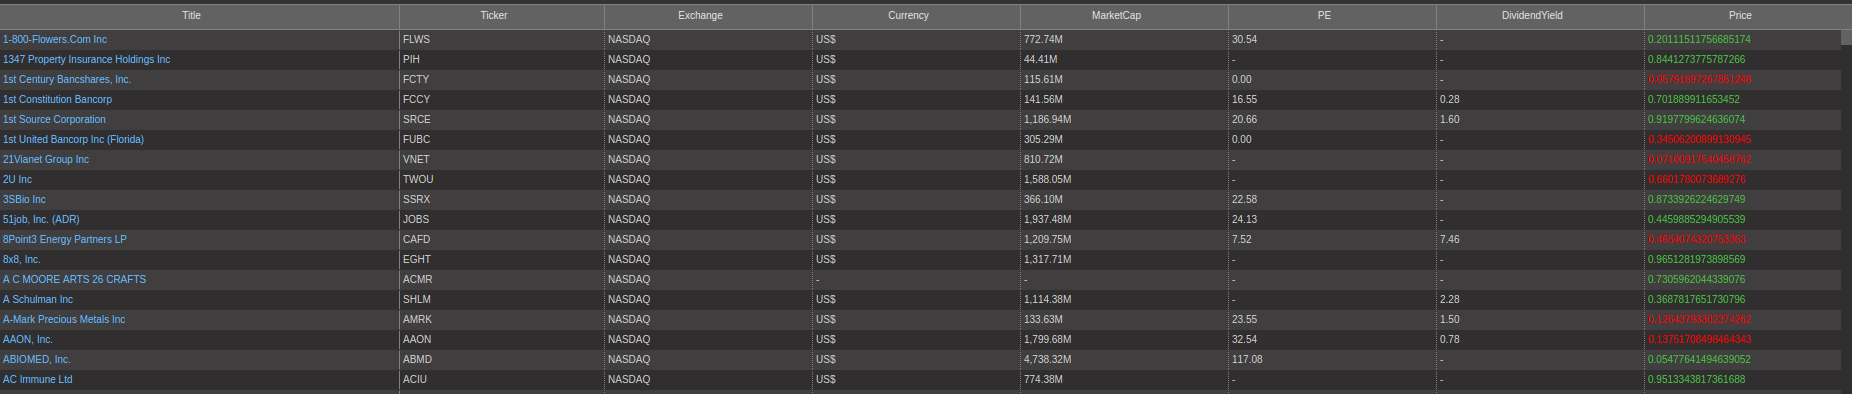 Title Ticker Exchange Currency MarketCap PE DividendYield Price
1-800-Flowers.Com Inc FLWS NASDAQ US$ 772.74M 30.54 - 0.20111511756685174
1347 Property Insurance Holdings Inc PIH NASDAQ US$ 44.41M - - 0.8441273775787266
1st Century Bancshares, Inc. FCTY NASDAQ US$ 115.61M 0.00 -
1st Constitution Bancorp FCCY NASDAQ US$ 141.56M 16.55 0.28 0.701889911653452
1st Source Corporation SRCE NASDAQ US$ 1,186.94M 20.66 1.60 0.9197799624636074
1st United Bancorp Inc (Florida) FUBC NASDAQ US$ 305.29M 0.00 - 0.34506200899130945
21Vianet Group Inc VNET NASDAQ US$ 810.72M - -
2U Inc TWOU NASDAQ US$ 1,588.05M - - 0.6601780073689276
3SBio Inc SSRX NASDAQ US$ 366.10M 22.58 - 0.8733926224629749
51job, Inc. (ADR) JOBS NASDAQ US$ 1,937.48M 24.13 - 0.4459885294905539
8Point3 Energy Partners LP CAFD NASDAQ US$ 1,209.75M 7.52 7.46
8x8, Inc. EGHT NASDAQ US$ 1,317.71M - - 0.9651281973898569
A C MOORE ARTS 26 CRAFTS ACMR NASDAQ - - - - 0.7305962044339076
A Schulman Inc SHLM NASDAQ US$ 1,114.38M - 2.28 0.3687817651730796
A-Mark Precious Metals Inc AMRK NASDAQ US$ 133.63M 23.55 1.50
AAON, Inc. AAON NASDAQ US$ 1,799.68M 32.54 0.78 0.13751708498464343
ABIOMED, Inc. ABMD NASDAQ US$ 4,738.32M 117.08 - 0.05477641494639052
AC Immune Ltd ACIU NASDAQ US$ 774.38M - - 0.9513343817361688